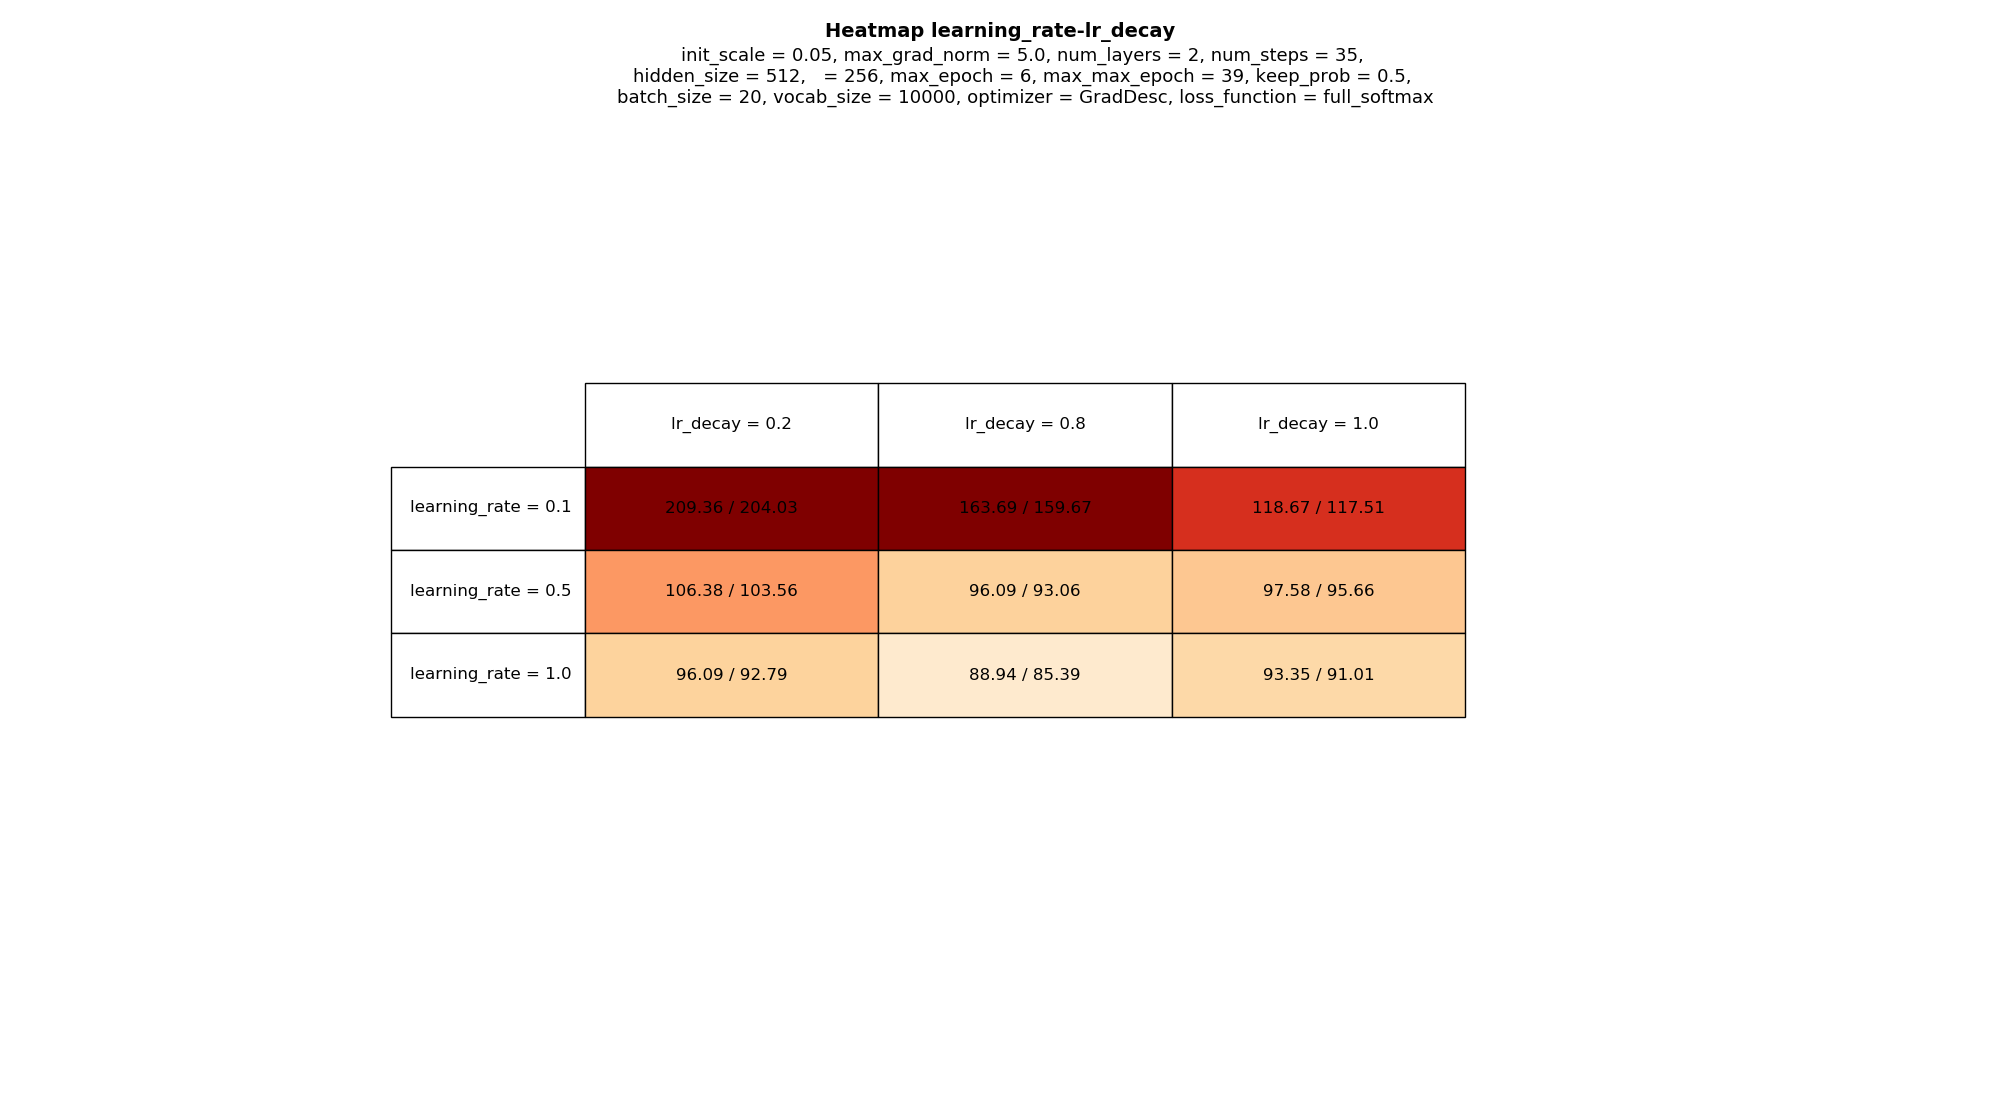 Heatmap learning_rate-lr_decay
init_scale = 0.05, max_grad_norm = 5.0, num_layers = 2, num_steps = 35,
hidden_size = 512,   = 256, max_epoch = 6, max_max_epoch = 39, keep_prob = 0.5,
batch_size = 20, vocab_size = 10000, optimizer = GradDesc, loss_function = full_softmax
lr_decay = 0.2 lr_decay = 0.8 lr_decay = 1.0
learning_rate = 0.1 209.36 / 204.03 163.69 / 159.67 118.67 / 117.51
learning_rate = 0.5 106.38 / 103.56 96.09 / 93.06 97.58 / 95.66
learning_rate = 1.0 96.09 / 92.79 88.94 / 85.39 93.35 / 91.01